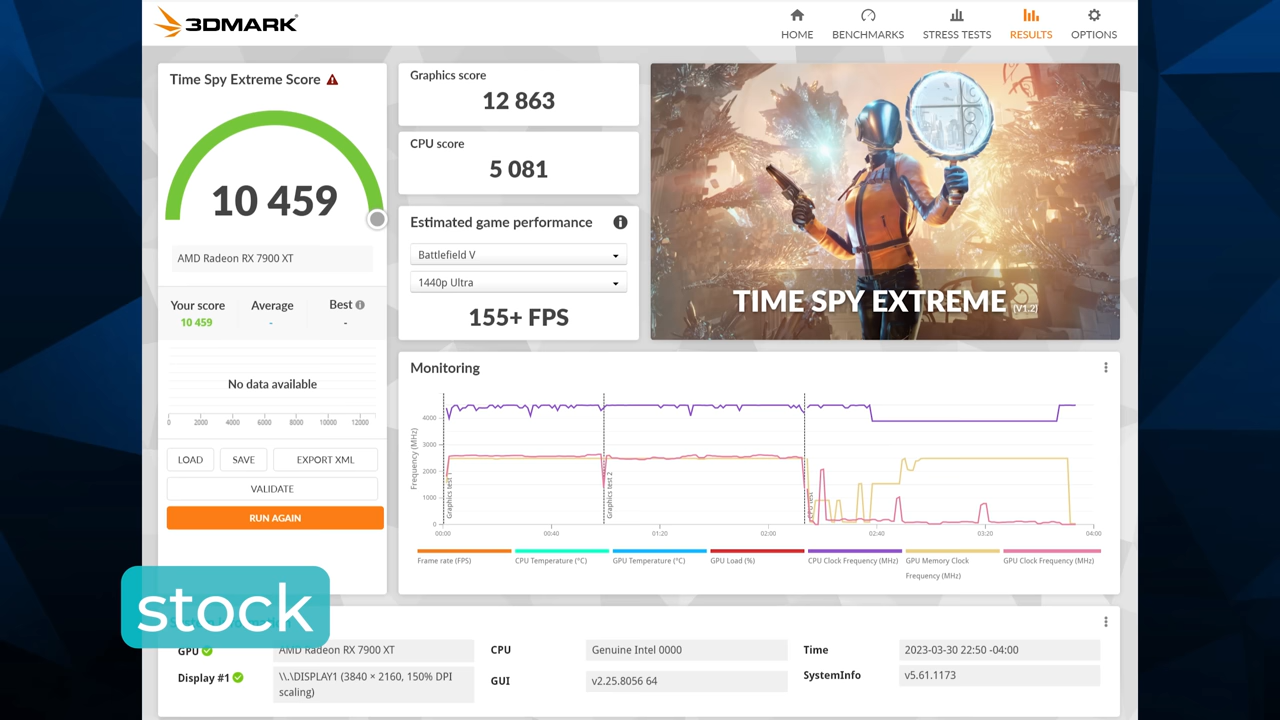 3DMARK
HOME
BENCHMARKS
STRESS TESTS
RESULTS
OPTIONS
Time Spy Extreme Score
10 459
AMD Radeon RX 7900 XT
Your score
Average
Best
10 459
-
-
No data available
0 2000 4000 6000 8000 10000 12000
LOAD
SAVE
EXPORT XML
VALIDATE
RUN AGAIN
Graphics score
12 863
CPU score
5 081
Estimated game performance
Battlefield V
1440p Ultra
155+ FPS
TIME SPY EXTREME (V1.2)
Monitoring
Frequency (MHz)
4000
3000
2000
1000
0
Graphics test 1
Graphics test 2
CPU test
00:00 00:40 01:20 02:00 02:40 03:20 04:00
Frame rate (FPS)
CPU Temperature (°C)
GPU Temperature (°C)
GPU Load (%)
CPU Clock Frequency (MHz)
GPU Memory Clock
Frequency (MHz)
GPU Clock Frequency (MHz)
stock
GPU
AMD Radeon RX 7900 XT
CPU
Genuine Intel 0000
Time
2023-03-30 22:50 -04:00
Display #1
\\.\DISPLAY1 (3840 × 2160, 150% DPI
scaling)
GUI
v2.25.8056 64
SystemInfo
v5.61.1173